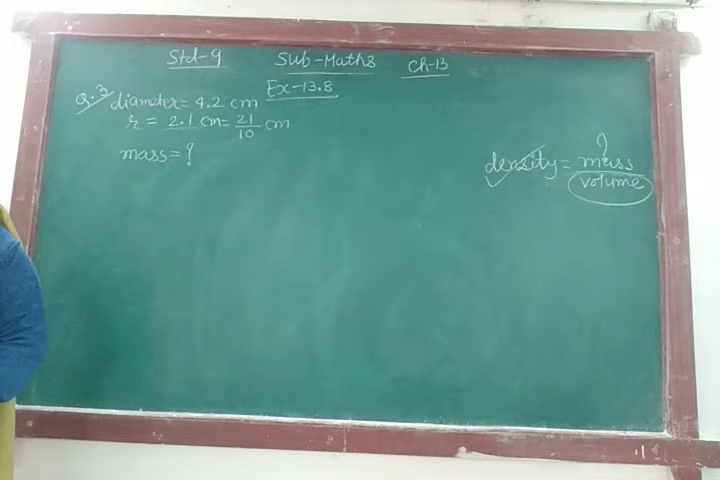 Std-9 Sub-Maths Ch-13
Ex-13.8
Q.3 diameter = 4.2 cm
r = 2.1 cm = 21/10 cm
mass = ?
?
density = mass/volume